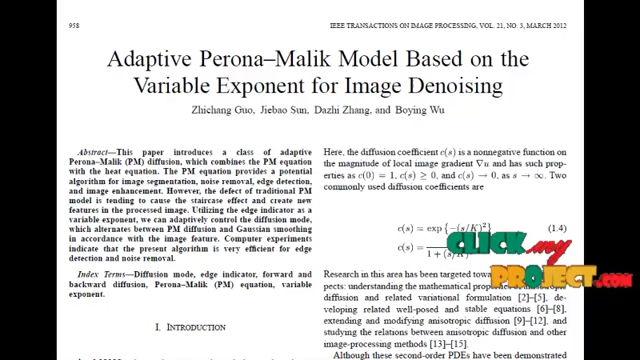 958
IEEE TRANSACTIONS ON IMAGE PROCESSING, VOL. 21, NO. 3, MARCH 2012
Adaptive Perona–Malik Model Based on the
Variable Exponent for Image Denoising
Zhichang Guo, Jiebao Sun, Dazhi Zhang, and Boying Wu
Abstract—This paper introduces a class of adaptive
Perona–Malik (PM) diffusion, which combines the PM equation
with the heat equation. The PM equation provides a potential
algorithm for image segmentation, noise removal, edge detection,
and image enhancement. However, the defect of traditional PM
model is tending to cause the staircase effect and create new
features in the processed image. Utilizing the edge indicator as a
variable exponent, we can adaptively control the diffusion mode,
which alternates between PM diffusion and Gaussian smoothing
in accordance with the image feature. Computer experiments
indicate that the present algorithm is very efficient for edge
detection and noise removal.
Index Terms—Diffusion mode, edge indicator, forward and
backward diffusion, Perona–Malik (PM) equation, variable
exponent.
I. INTRODUCTION
Here, the diffusion coefficient c(s) is a nonnegative function on
the magnitude of local image gradient ∇u and has such prop-
erties as c(0) = 1, c(s) ≥ 0, and c(s) → 0, as s → ∞. Two
commonly used diffusion coefficients are
c(s) = exp {−(s/K)²} (1.4)
c(s) = 1 + (s/K)
CLICK my
PROJECT.COM
Research in this area has been targeted
pects: understanding the mathematical
diffusion and related variational formulation [2]–[5], de-
veloping related well-posed and stable equations [6]–[8],
extending and modifying anisotropic diffusion [9]–[12], and
studying the relations between anisotropic diffusion and other
image-processing methods [13]–[15].
Although these second-order PDEs have been demonstrated